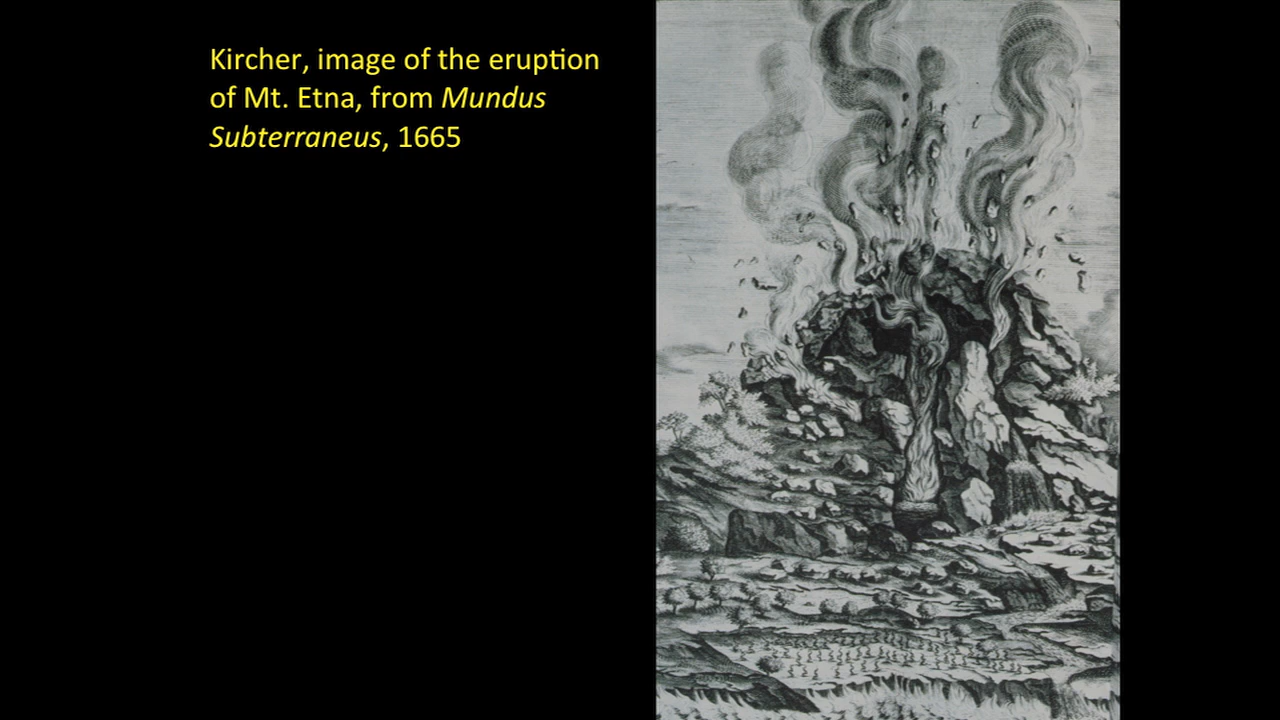 Kircher, image of the eruption
of Mt. Etna, from Mundus
Subterraneus, 1665